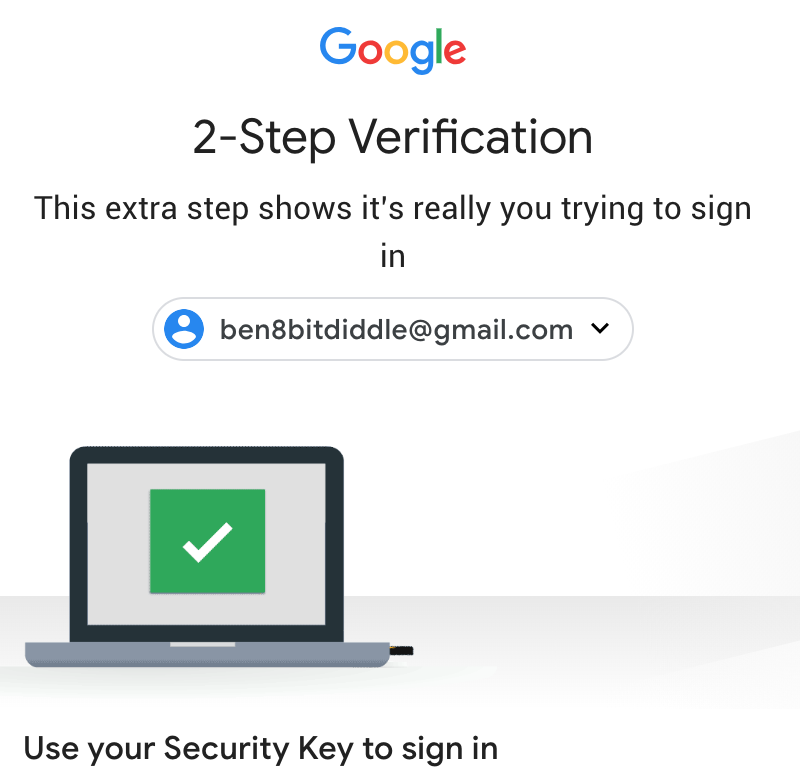 Google
2-Step Verification
This extra step shows it's really you trying to sign
in
ben8bitdiddle@gmail.com
Use your Security Key to sign in